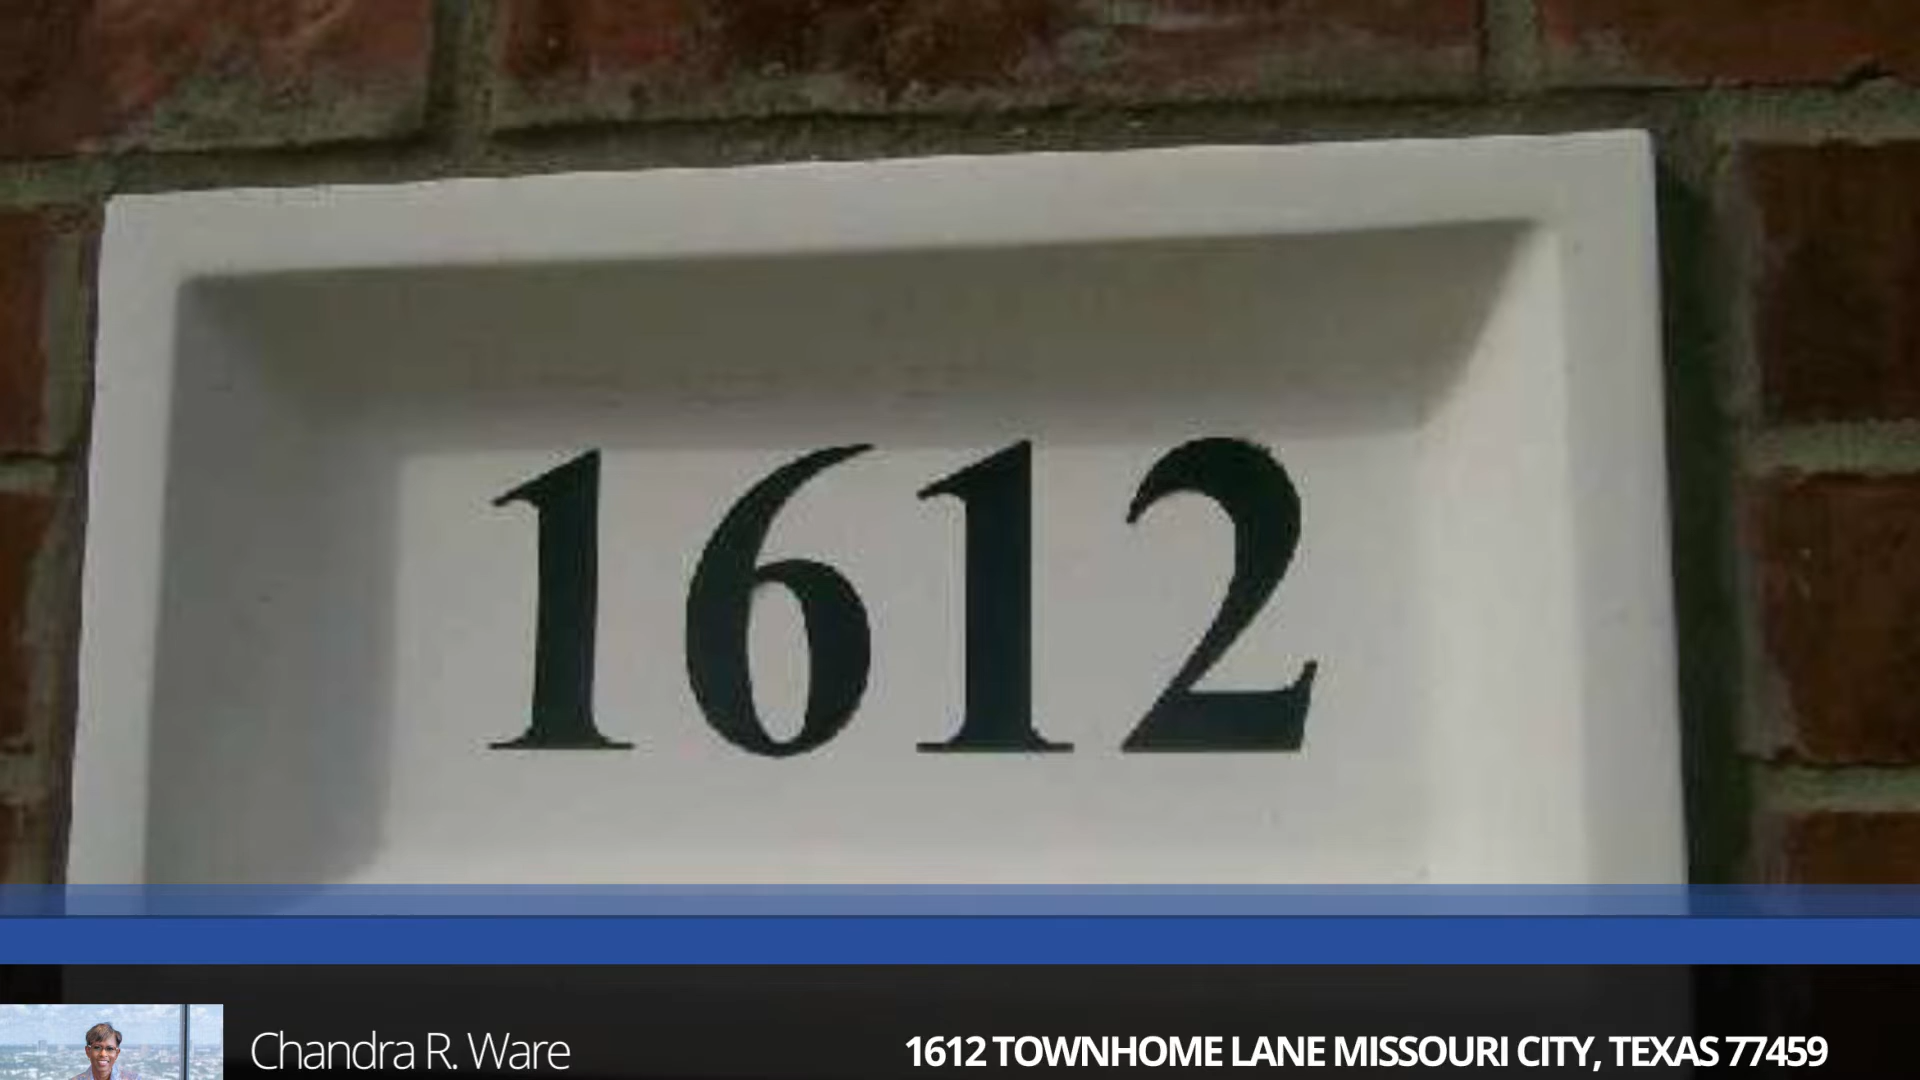 1612
Chandra R. Ware
1612 TOWNHOME LANE MISSOURI CITY, TEXAS 77459